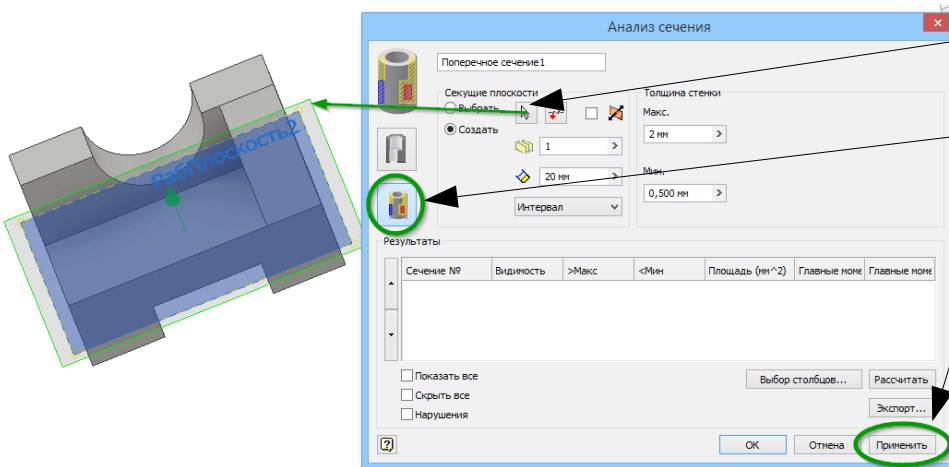 Анализ сечения
Поперечное сечение1
Секущие плоскости
Толщина стенки
Выбрать
Макс.
Создать
2 мм
1
20 мм
Мин.
0,500 мм
Интервал
РабПлоскость2
Результаты
Сечение № Видимость >Макс <Мин Площадь (мм^2) Главные моме Главные моме
Показать все
Выбор столбцов... Рассчитать
Скрыть все
Экспорт...
Нарушения
ОК Отмена Применить